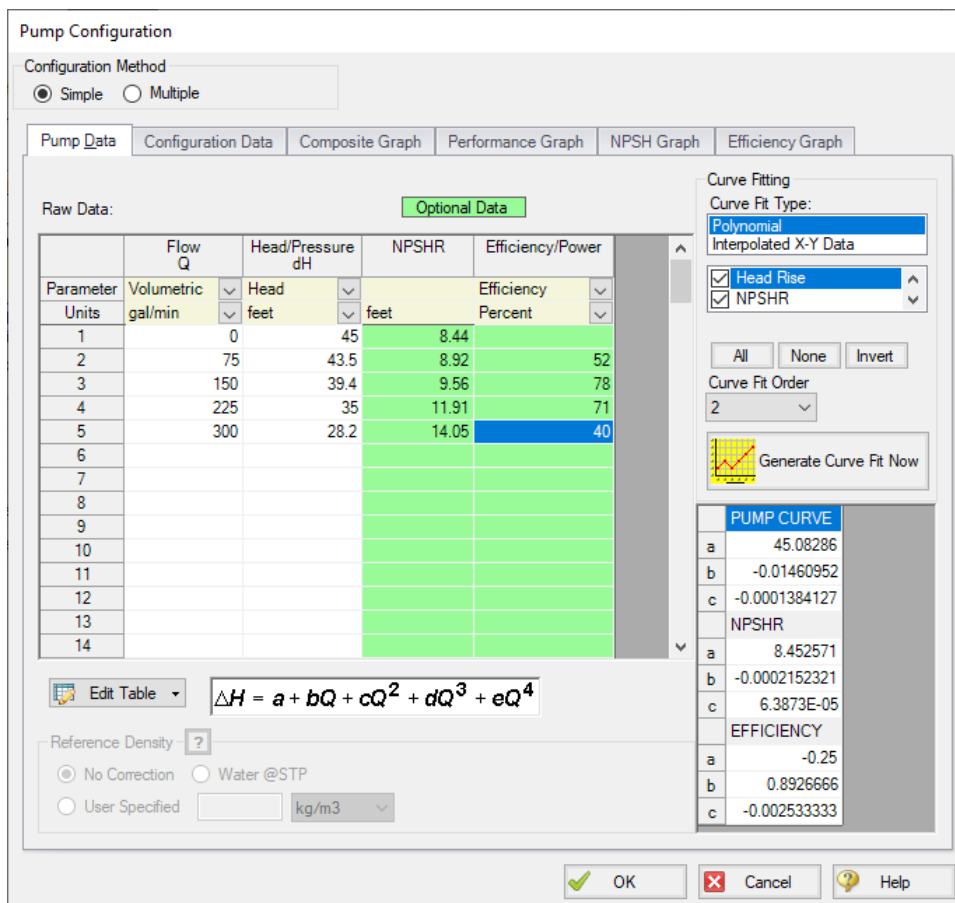 Pump Configuration
Configuration Method
Simple Multiple
Pump Data Configuration Data Composite Graph Performance Graph NPSH Graph Efficiency Graph
Raw Data: Optional Data
Flow Q Head/Pressure dH NPSHR Efficiency/Power
Parameter Volumetric Head Efficiency
Units gal/min feet feet Percent
1 0 45 8.44
2 75 43.5 8.92 52
3 150 39.4 9.56 78
4 225 35 11.91 71
5 300 28.2 14.05 40
6
7
8
9
10
11
12
13
14
Edit Table ΔH = a + bQ + cQ² + dQ³ + eQ⁴
Reference Density ?
No Correction Water @STP
User Specified kg/m3
Curve Fitting
Curve Fit Type:
Polynomial
Interpolated X-Y Data
Head Rise
NPSHR
All None Invert
Curve Fit Order
2
Generate Curve Fit Now
PUMP CURVE
a 45.08286
b -0.01460952
c -0.0001384127
NPSHR
a 8.452571
b -0.0002152321
c 6.3873E-05
EFFICIENCY
a -0.25
b 0.8926666
c -0.002533333
OK Cancel Help